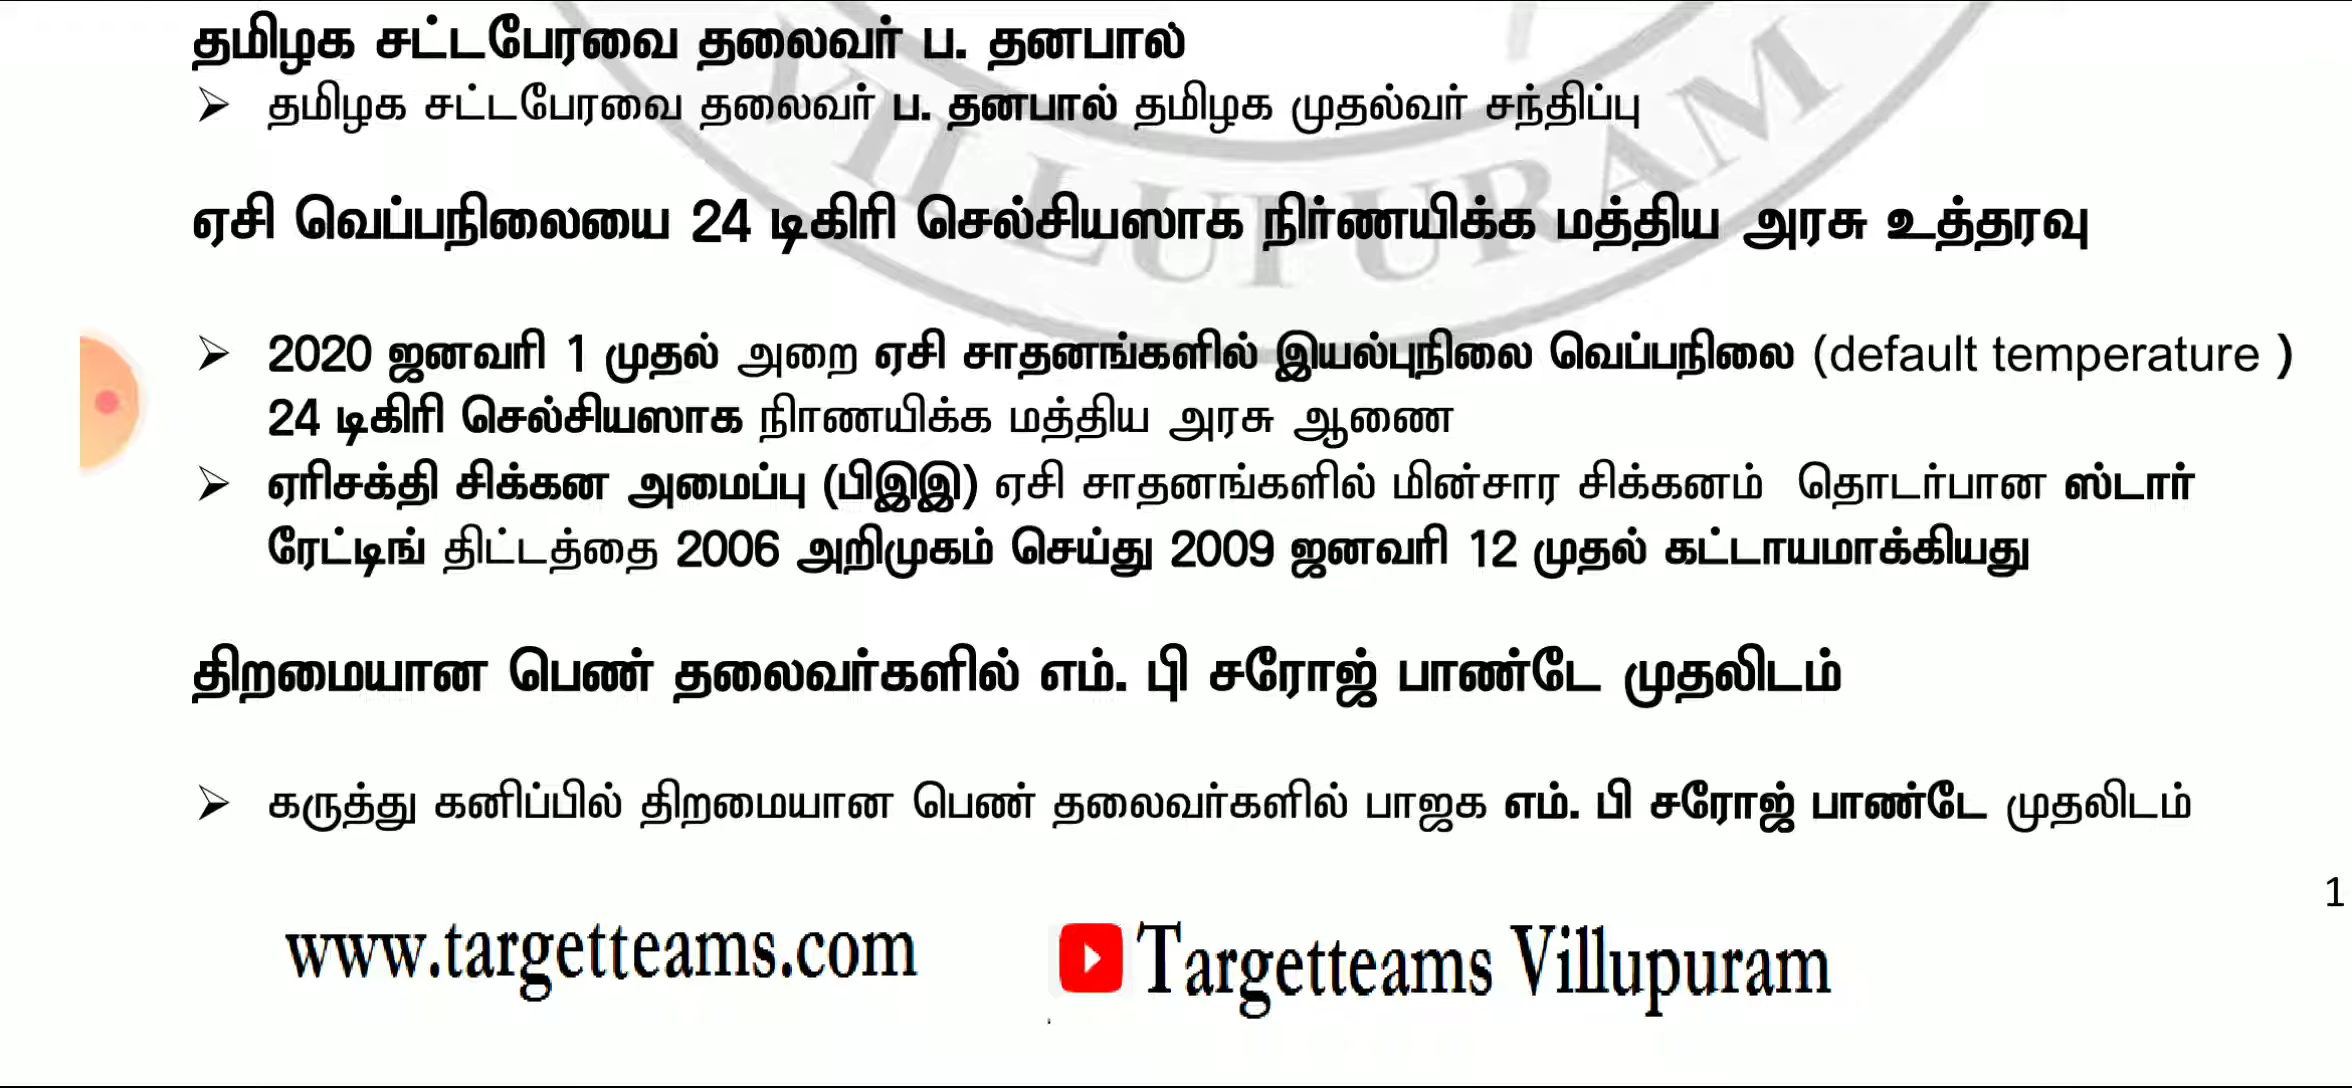 தமிழக சட்டபேரவை தலைவர் ப. தனபால்
➢ தமிழக சட்டபேரவை தலைவர் ப. தனபால் தமிழக முதல்வர் சந்திப்பு
ஏசி வெப்பநிலையை 24 டிகிரி செல்சியஸாக நிர்ணயிக்க மத்திய அரசு உத்தரவு
➢ 2020 ஜனவரி 1 முதல் அறை ஏசி சாதனங்களில் இயல்புநிலை வெப்பநிலை (default temperature )
24 டிகிரி செல்சியஸாக நிாணயிக்க மத்திய அரசு ஆணை
➢ ஏரிசக்தி சிக்கன அமைப்பு (பிஇஇ) ஏசி சாதனங்களில் மின்சார சிக்கனம் தொடர்பான ஸ்டார்
ரேட்டிங் திட்டத்தை 2006 அறிமுகம் செய்து 2009 ஜனவரி 12 முதல் கட்டாயமாக்கியது
திறமையான பெண் தலைவர்களில் எம். பி சரோஜ் பாண்டே முதலிடம்
➢ கருத்து கனிப்பில் திறமையான பெண் தலைவர்களில் பாஜக எம். பி சரோஜ் பாண்டே முதலிடம்
1
www.targetteams.com
Targetteams Villupuram
VILLUPURAM